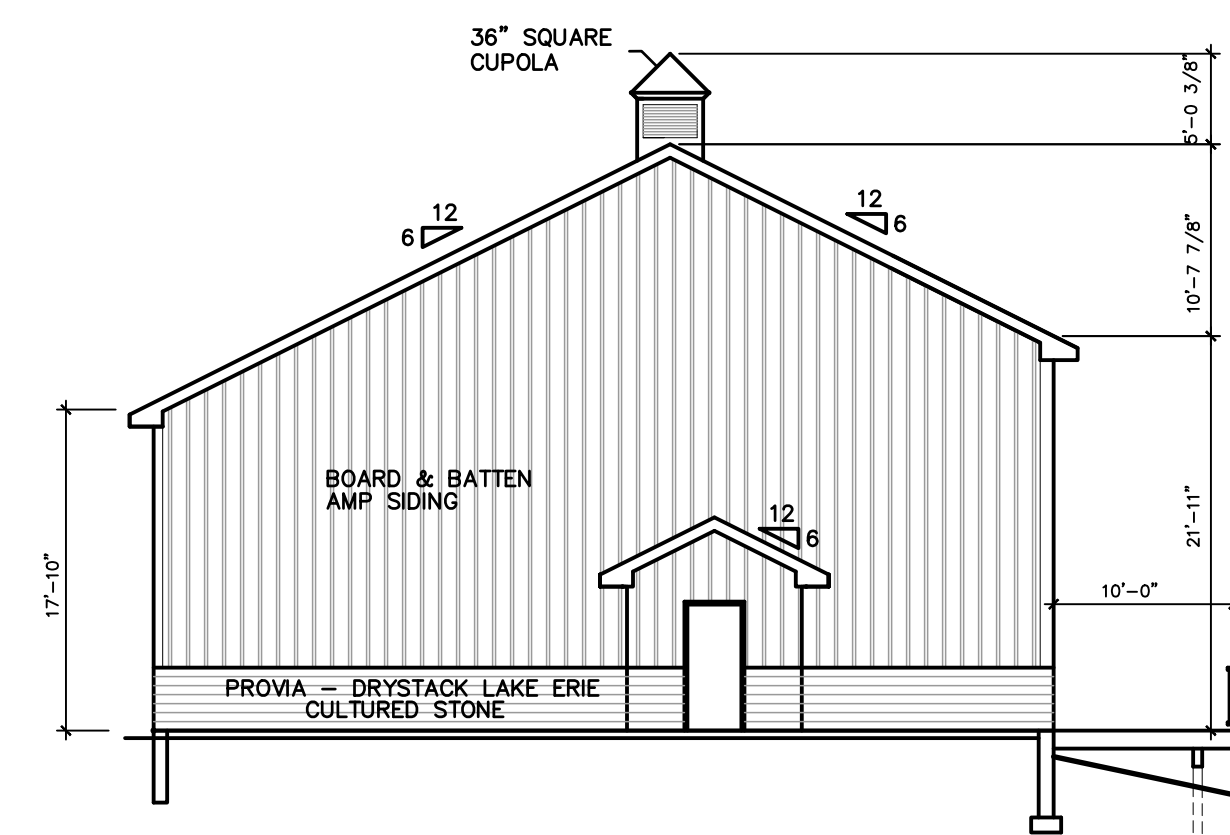 36" SQUARE
CUPOLA
5'-0 3/8"
12
6
12
6
10'-7 7/8"
BOARD & BATTEN
AMP SIDING
12
6
21'-11"
17'-10"
10'-0"
PROVIA - DRYSTACK LAKE ERIE
CULTURED STONE